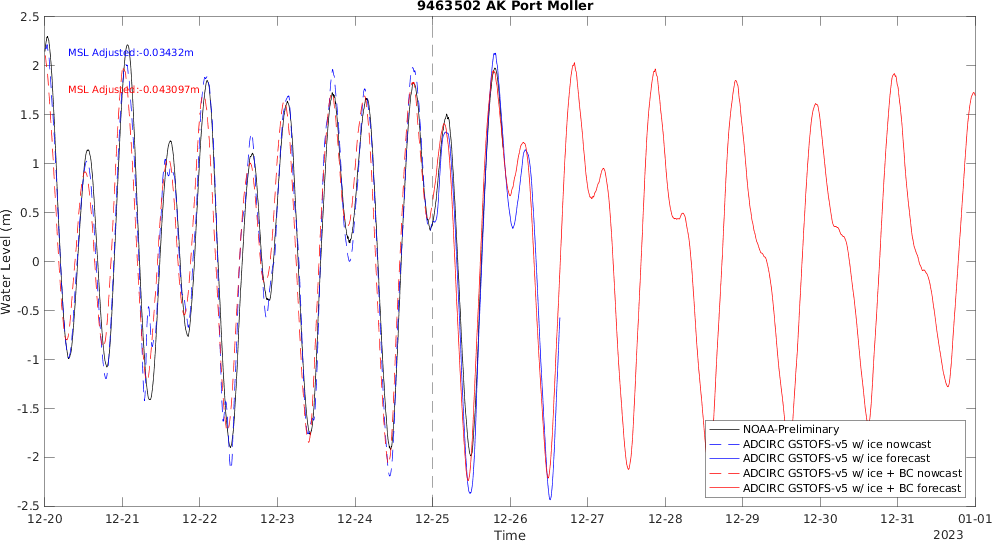 9463502 AK Port Moller
MSL Adjusted:-0.03432m
MSL Adjusted:-0.043097m
Water Level (m)
2.5
2
1.5
1
0.5
0
-0.5
-1
-1.5
-2
-2.5
NOAA-Preliminary
ADCIRC GSTOFS-v5 w/ ice nowcast
ADCIRC GSTOFS-v5 w/ ice forecast
ADCIRC GSTOFS-v5 w/ ice + BC nowcast
ADCIRC GSTOFS-v5 w/ ice + BC forecast
12-20 12-21 12-22 12-23 12-24 12-25 12-26 12-27 12-28 12-29 12-30 12-31 01-01
Time
2023